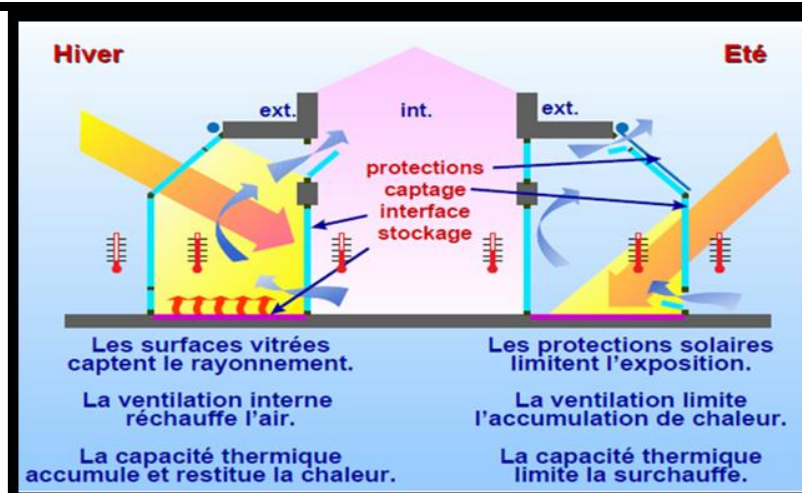 Hiver
Eté
ext.
int.
ext.
protections
captage
interface
stockage
Les surfaces vitrées
captent le rayonnement.
La ventilation interne
réchauffe l'air.
La capacité thermique
accumule et restitue la chaleur.
Les protections solaires
limitent l'exposition.
La ventilation limite
l'accumulation de chaleur.
La capacité thermique
limite la surchauffe.